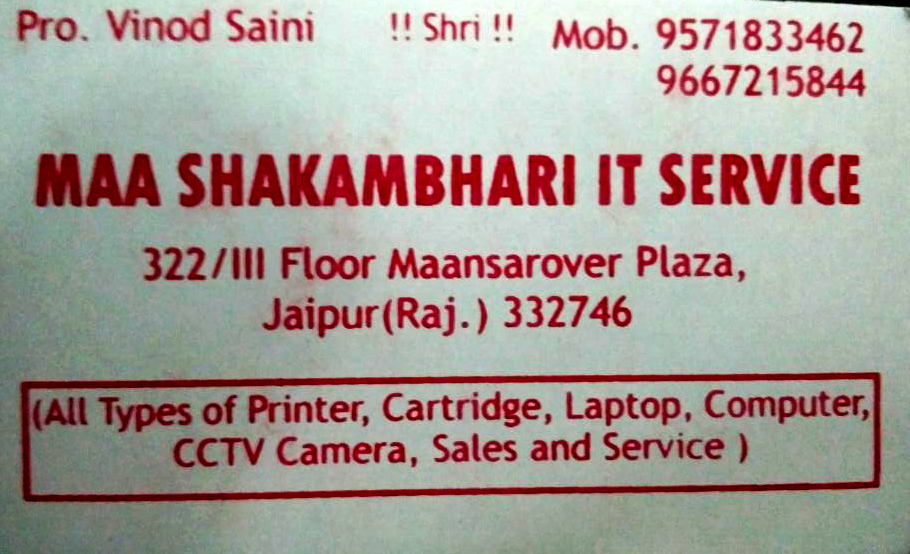 Pro. Vinod Saini !! Shri !! Mob. 9571833462
9667215844
MAA SHAKAMBHARI IT SERVICE
322/III Floor Maansarover Plaza,
Jaipur(Raj.) 332746
(All Types of Printer, Cartridge, Laptop, Computer,
CCTV Camera, Sales and Service )